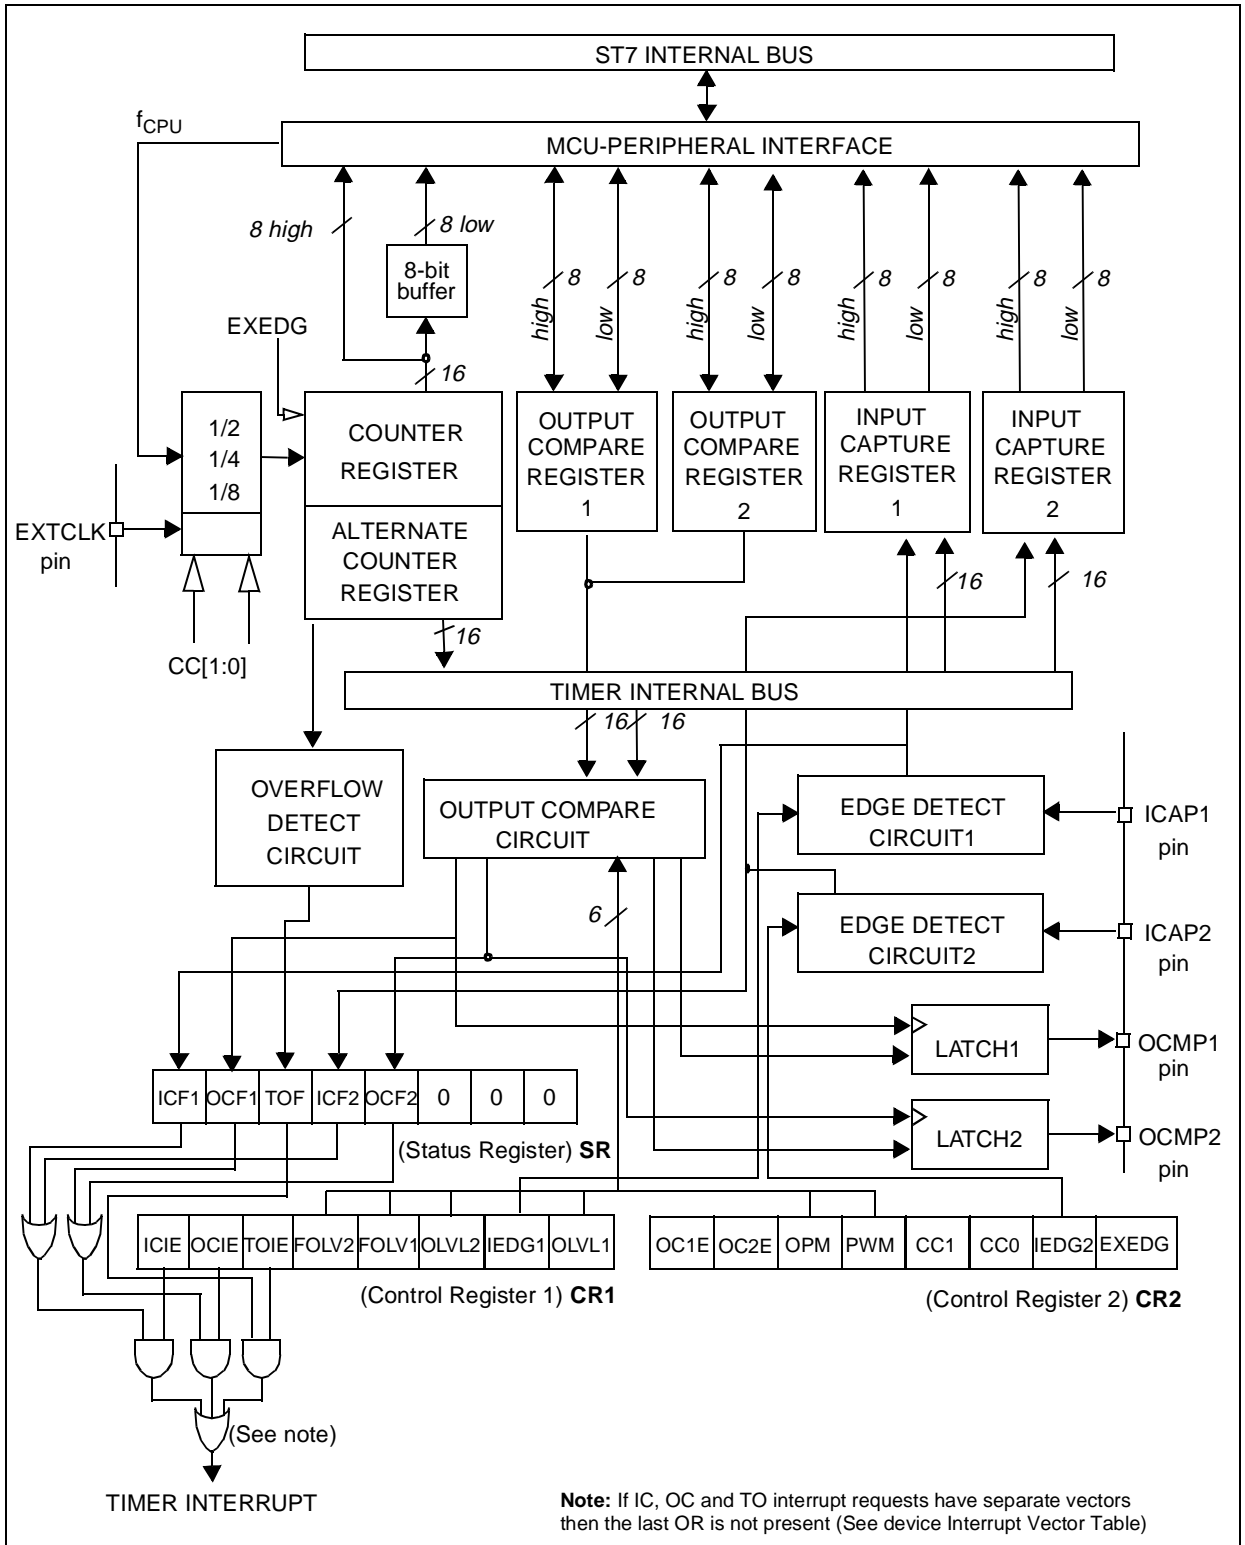 ST7 INTERNAL BUS
fCPU
MCU-PERIPHERAL INTERFACE
8 high
8 low
8-bit
buffer
8
8
8
8
8
8
8
8
high
low
high
low
high
low
high
low
EXEDG
16
1/2
1/4
1/8
COUNTER
REGISTER
OUTPUT
COMPARE
REGISTER
1
OUTPUT
COMPARE
REGISTER
2
INPUT
CAPTURE
REGISTER
1
INPUT
CAPTURE
REGISTER
2
EXTCLK
pin
ALTERNATE
COUNTER
REGISTER
16
16
16
CC[1:0]
TIMER INTERNAL BUS
16
16
OVERFLOW
DETECT
CIRCUIT
OUTPUT COMPARE
CIRCUIT
EDGE DETECT
CIRCUIT1
ICAP1
pin
6
EDGE DETECT
CIRCUIT2
ICAP2
pin
LATCH1
OCMP1
pin
ICF1 OCF1 TOF ICF2 OCF2 0 0 0
(Status Register) SR
LATCH2
OCMP2
pin
ICIE OCIE TOIE FOLV2 FOLV1 OLVL2 IEDG1 OLVL1
(Control Register 1) CR1
OC1E OC2E OPM PWM CC1 CC0 IEDG2 EXEDG
(Control Register 2) CR2
(See note)
TIMER INTERRUPT
Note: If IC, OC and TO interrupt requests have separate vectors
then the last OR is not present (See device Interrupt Vector Table)